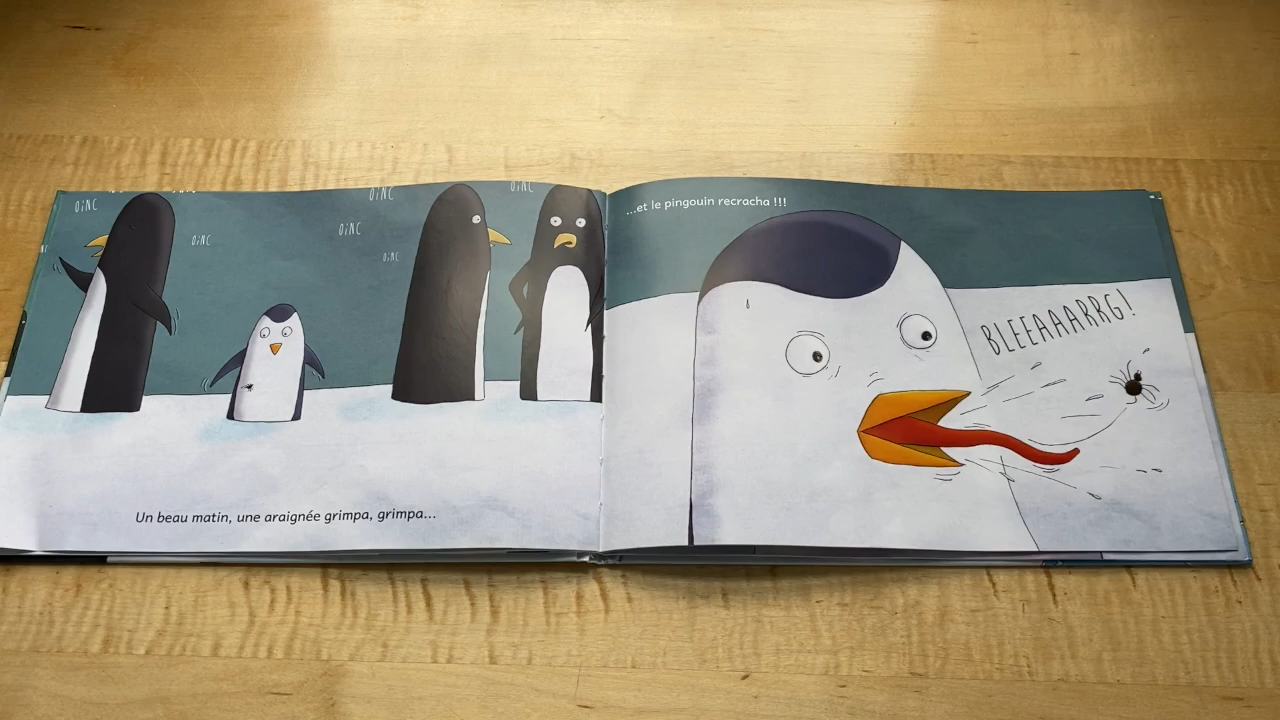 OiNC
OiNC
OiNC
OiNC
OiNC
OiNC
Un beau matin, une araignée grimpa, grimpa...
...et le pingouin recracha !!!
BLEEAAARRG!